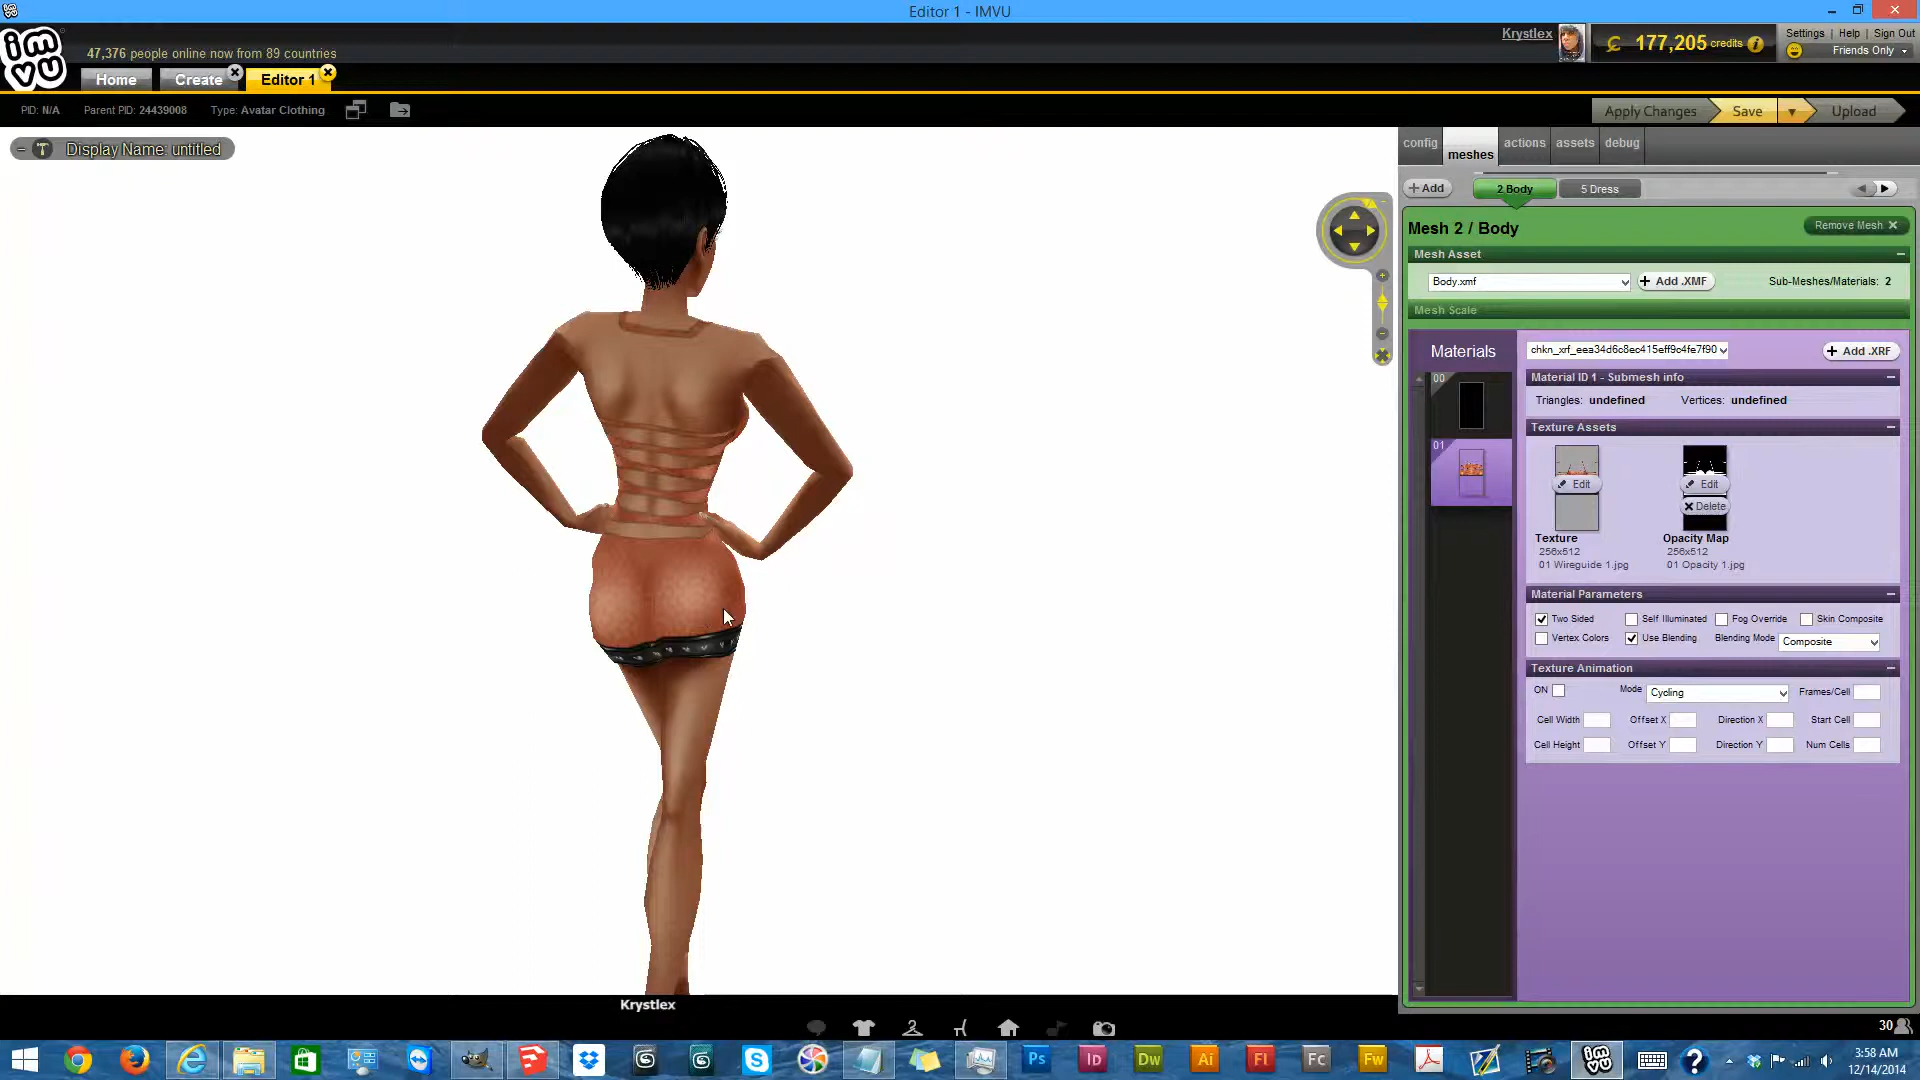 Editor 1 - IMVU
imvu
47,376 people online now from 89 countries
Krystlex
177,205 credits
Settings | Help | Sign Out
Friends Only
Home
Create
Editor 1
PID: N/A
Parent PID: 24439008
Type: Avatar Clothing
Apply Changes
Save
Upload
Display Name: untitled
config
meshes
actions
assets
debug
+ Add
2 Body
5 Dress
Mesh 2 / Body
Remove Mesh X
Mesh Asset
Body.xmf
+ Add .XMF
Sub-Meshes/Materials: 2
Mesh Scale
Materials
chkn_xrf_eea34d6c8ec415eff9c4fe7f90
+ Add .XRF
00
01
Material ID 1 - Submesh info
Triangles: undefined
Vertices: undefined
Texture Assets
Edit
Edit
Delete
Texture
256x512
01 Wireguide 1.jpg
Opacity Map
256x512
01 Opacity 1.jpg
Material Parameters
Two Sided
Self Illuminated
Fog Override
Skin Composite
Vertex Colors
Use Blending
Blending Mode
Composite
Texture Animation
ON
Mode
Cycling
Frames/Cell
Cell Width
Offset X
Direction X
Start Cell
Cell Height
Offset Y
Direction Y
Num Cells
Krystlex
30
Ps
Id
Dw
Ai
Fl
Fc
Fw
imvu
3:58 AM
12/14/2014